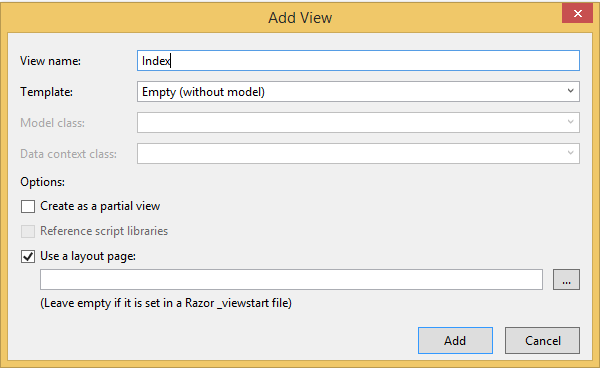 Add View
View name: Index
Template: Empty (without model)
Model class:
Data context class:
Options:
Create as a partial view
Reference script libraries
Use a layout page:
...
(Leave empty if it is set in a Razor _viewstart file)
Add Cancel